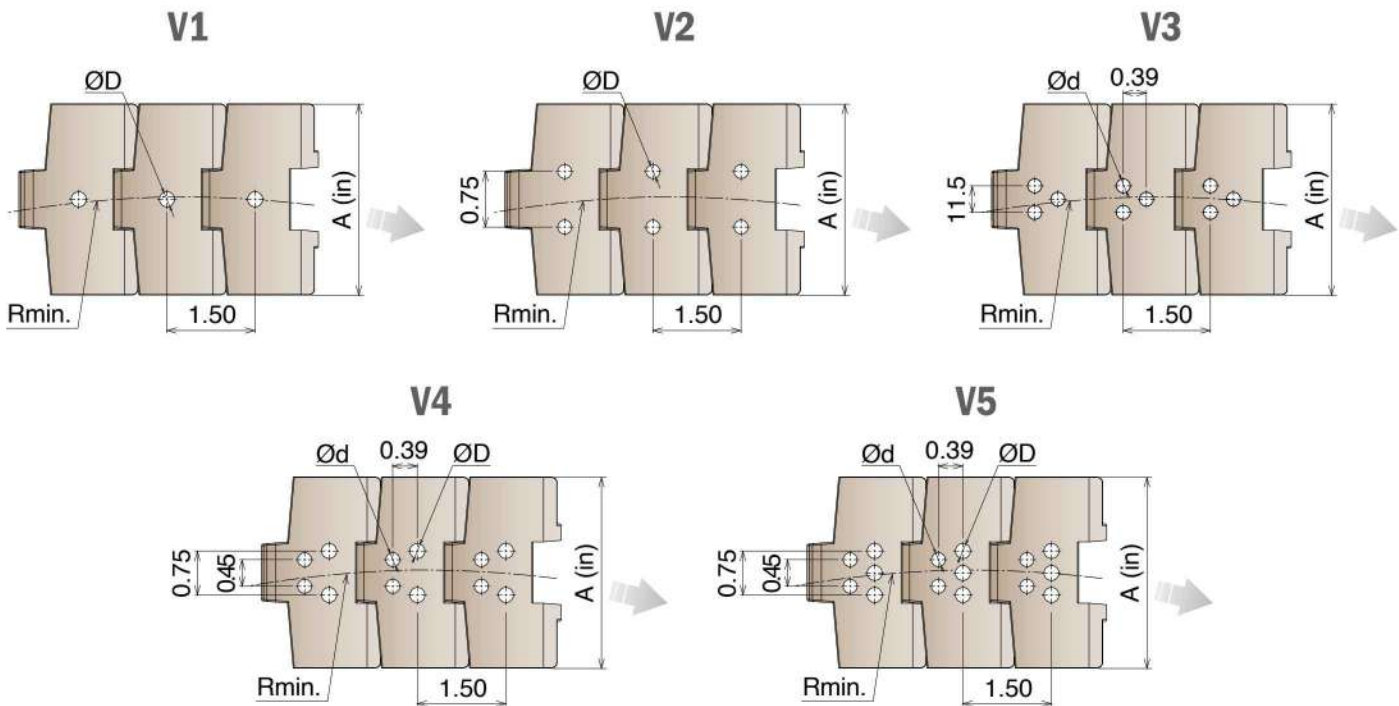 V1
V2
V3
ØD
ØD
Ød
0.39
A (in)
0.75
A (in)
11.5
A (in)
Rmin.
1.50
Rmin.
1.50
Rmin.
1.50
V4
V5
Ød
0.39
ØD
Ød
0.39
ØD
0.75
0.45
A (in)
0.75
0.45
A (in)
Rmin.
1.50
Rmin.
1.50